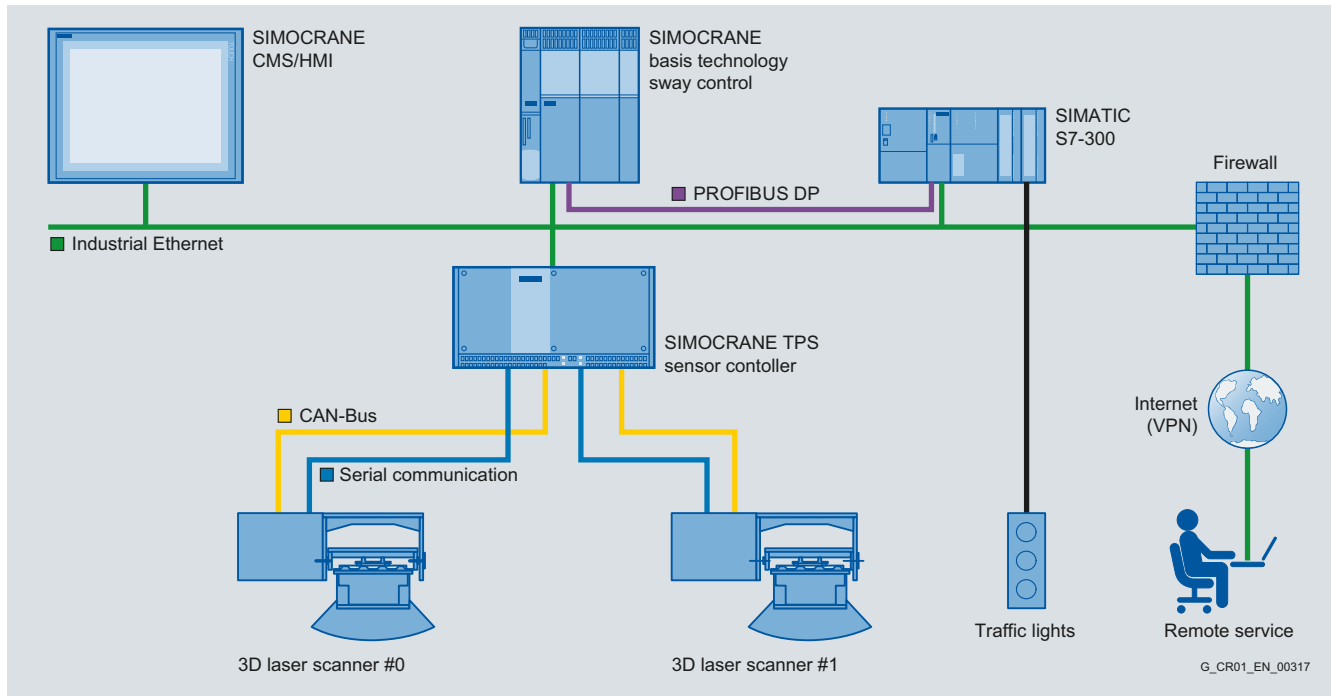 SIMOCRANE
CMS/HMI
SIMOCRANE
basis technology
sway control
SIMATIC
S7-300
Firewall
PROFIBUS DP
Industrial Ethernet
SIMOCRANE TPS
sensor contoller
CAN-Bus
Internet
(VPN)
Serial communication
Traffic lights
Remote service
3D laser scanner #0
3D laser scanner #1
G_CR01_EN_00317